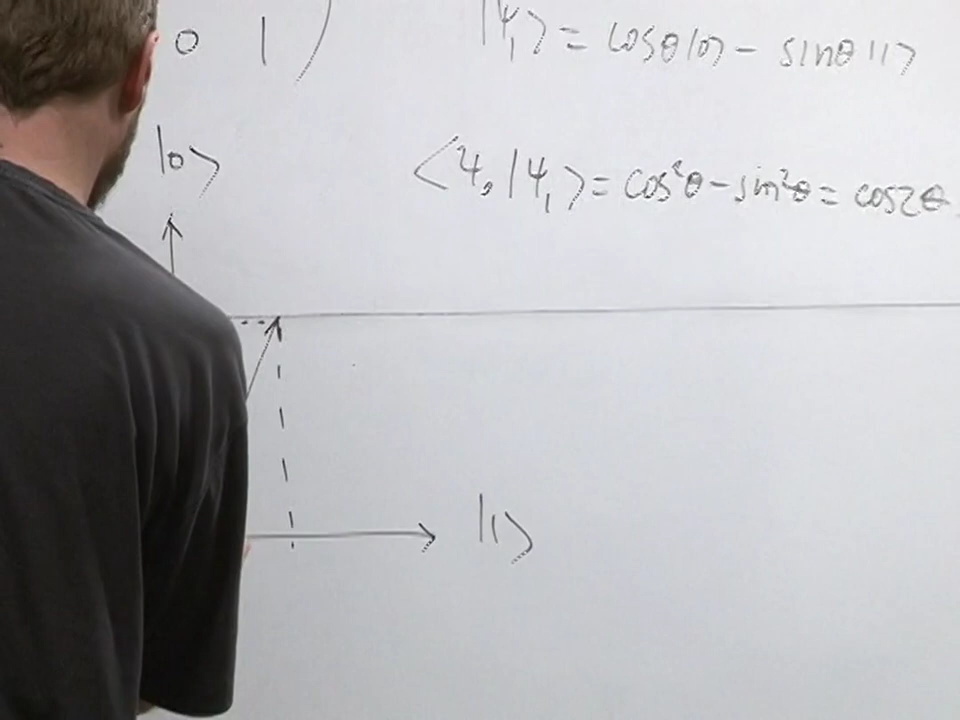 0 1 )
|ψ₁⟩ = cosθ|0⟩ - sinθ|1⟩
|0⟩
⟨ψ₀|ψ₁⟩ = cos²θ - sin²θ = cos2θ
|1⟩